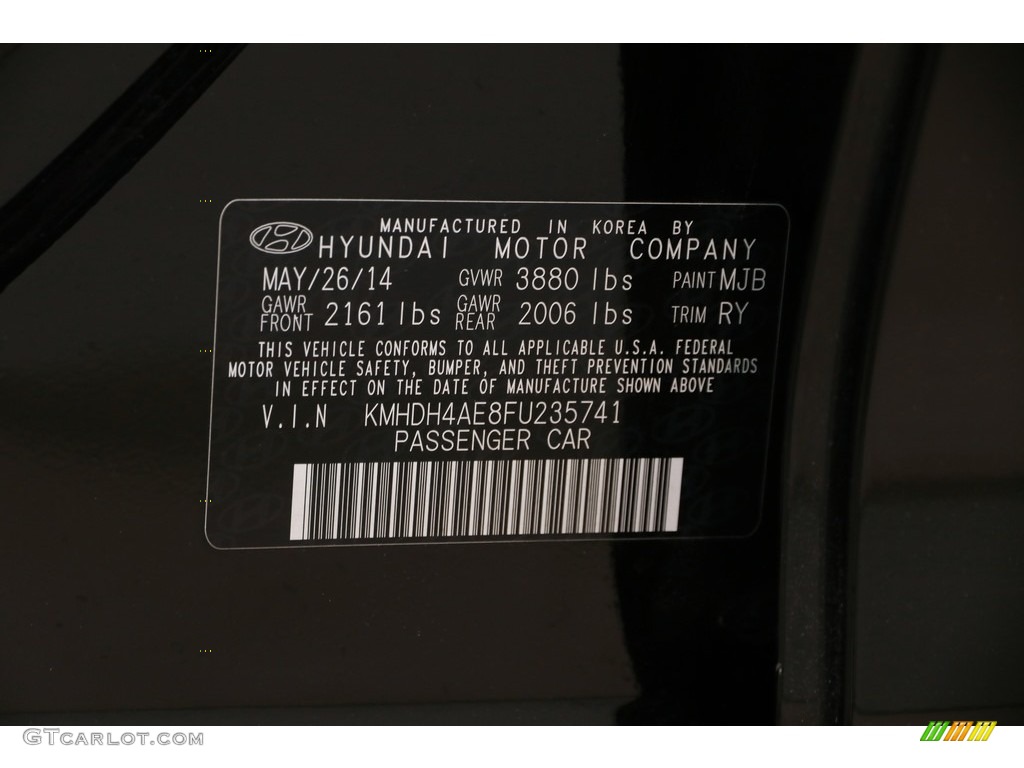 MANUFACTURED IN KOREA BY
HYUNDAI MOTOR COMPANY
MAY/26/14 GVWR 3880 lbs PAINT MJB
GAWR FRONT 2161 lbs GAWR REAR 2006 lbs TRIM RY
THIS VEHICLE CONFORMS TO ALL APPLICABLE U.S.A. FEDERAL
MOTOR VEHICLE SAFETY, BUMPER, AND THEFT PREVENTION STANDARDS
IN EFFECT ON THE DATE OF MANUFACTURE SHOWN ABOVE
V.I.N KMHDH4AE8FU235741
PASSENGER CAR
GTcarlot.com